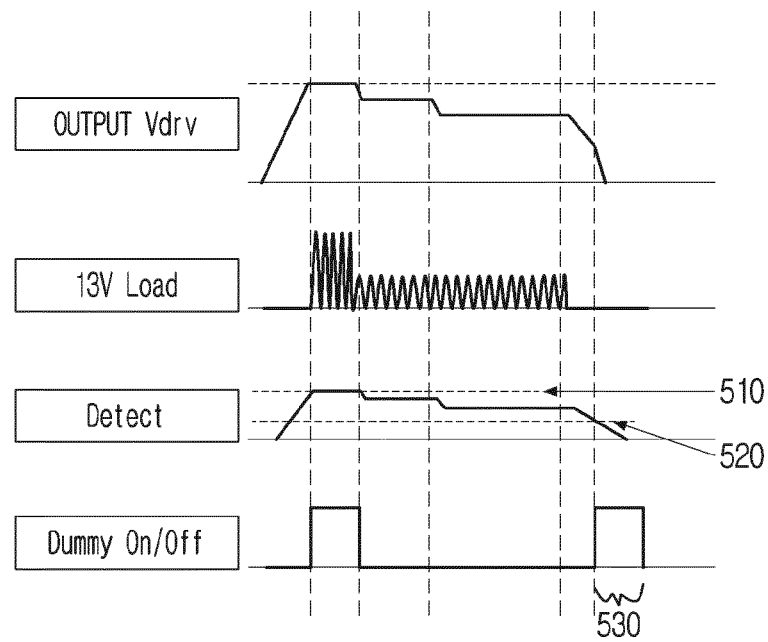 OUTPUT Vdrv
13V Load
Detect
510
520
Dummy On/Off
530